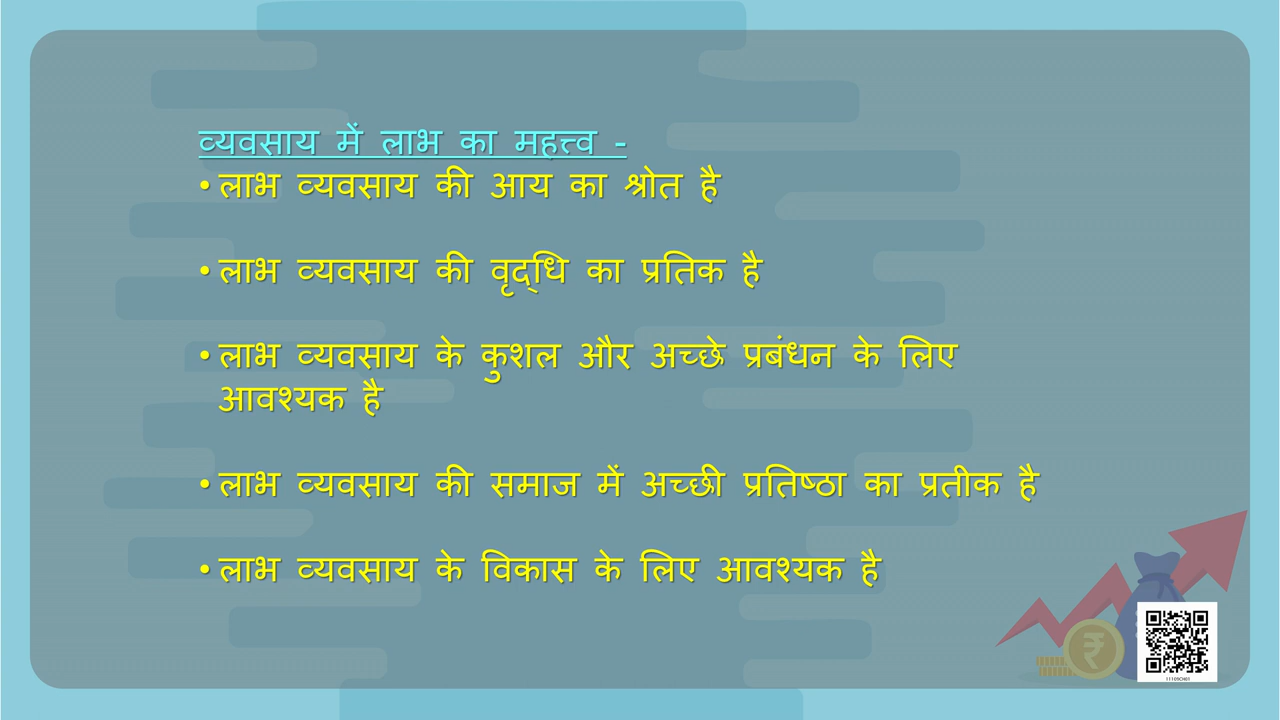 व्यवसाय में लाभ का महत्त्व -
• लाभ व्यवसाय की आय का श्रोत है
• लाभ व्यवसाय की वृद्धि का प्रतिक है
• लाभ व्यवसाय के कुशल और अच्छे प्रबंधन के लिए
आवश्यक है
• लाभ व्यवसाय की समाज में अच्छी प्रतिष्ठा का प्रतीक है
• लाभ व्यवसाय के विकास के लिए आवश्यक है
₹